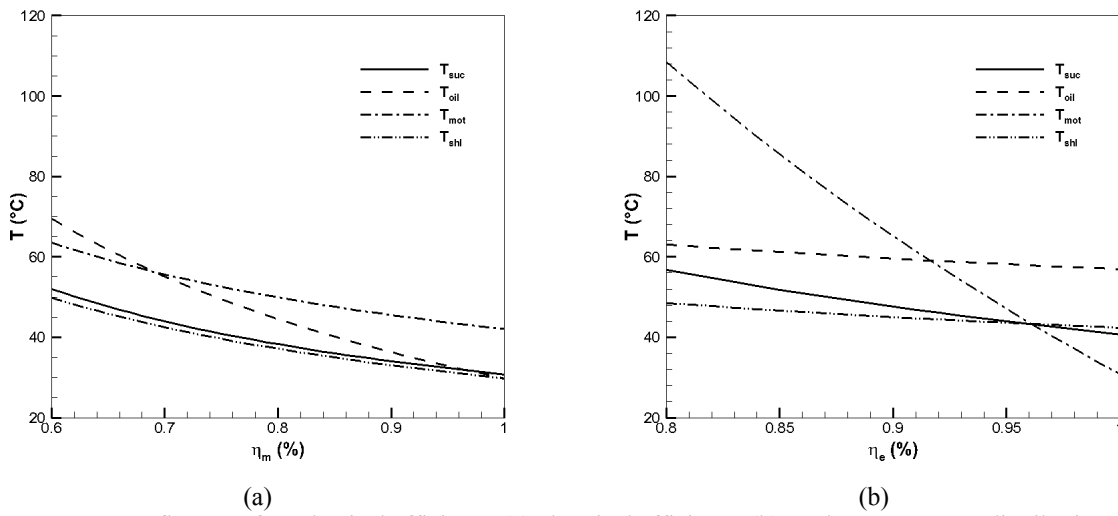 120
100
80
60
40
20
T (°C)
T_suc
T_oil
T_mot
T_shl
0.6 0.7 0.8 0.9 1
η_m (%)
(a)
120
100
80
60
40
20
T (°C)
T_suc
T_oil
T_mot
T_shl
0.8 0.85 0.9 0.95 1
η_e (%)
(b)